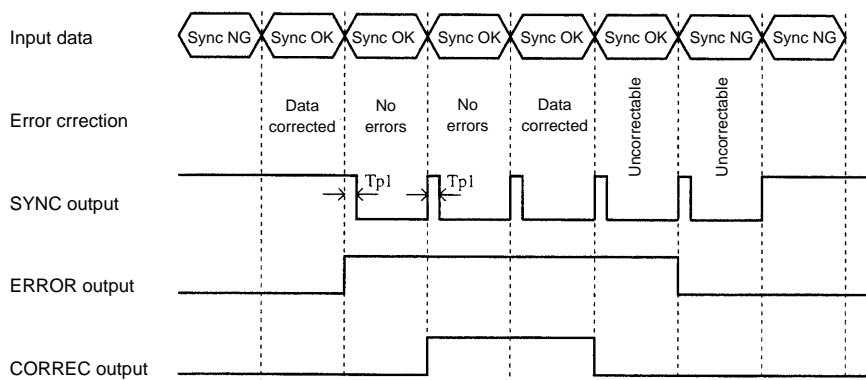 Input data
Sync NG Sync OK Sync OK Sync OK Sync OK Sync OK Sync NG Sync NG
Error crrection
Data corrected
No errors
No errors
Data corrected
Uncorrectable
Uncorrectable
Tp1
Tp1
SYNC output
ERROR output
CORREC output